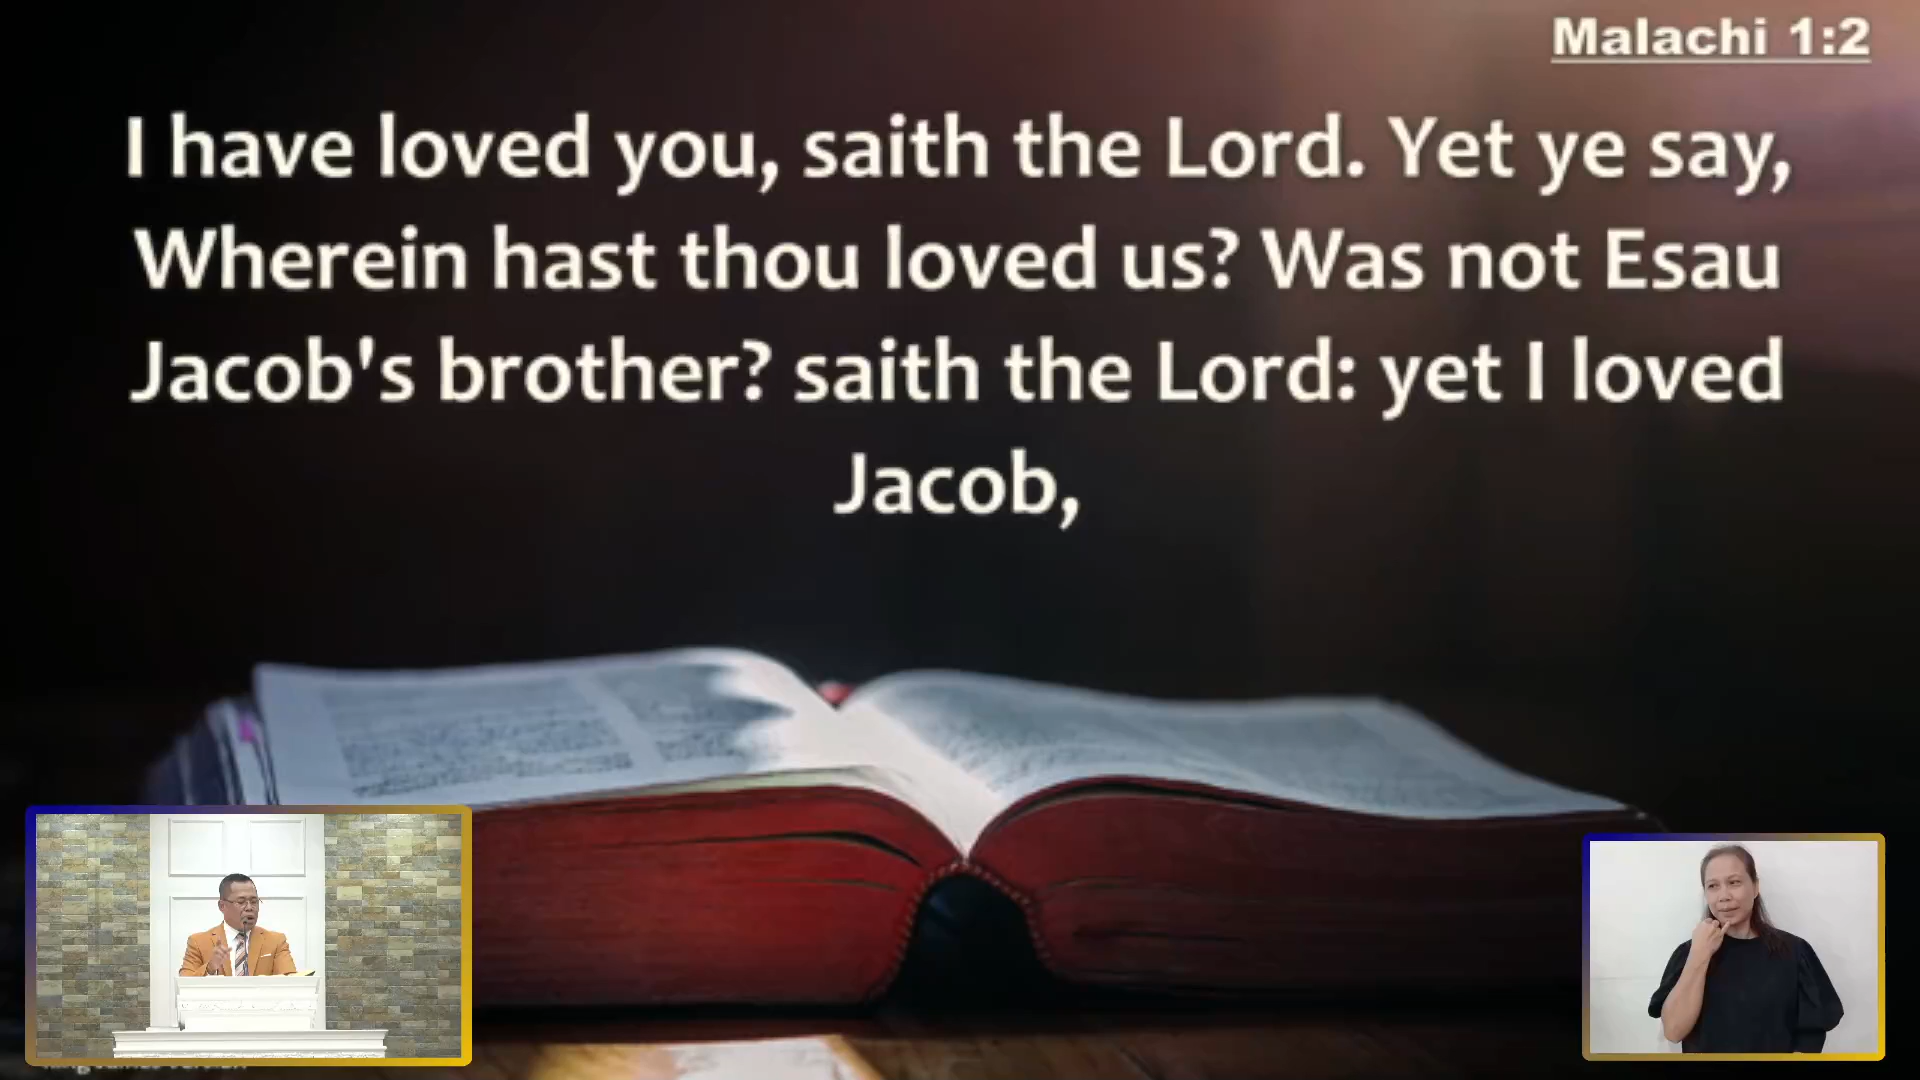 Malachi 1:2
I have loved you, saith the Lord. Yet ye say,
Wherein hast thou loved us? Was not Esau
Jacob's brother? saith the Lord: yet I loved
Jacob,